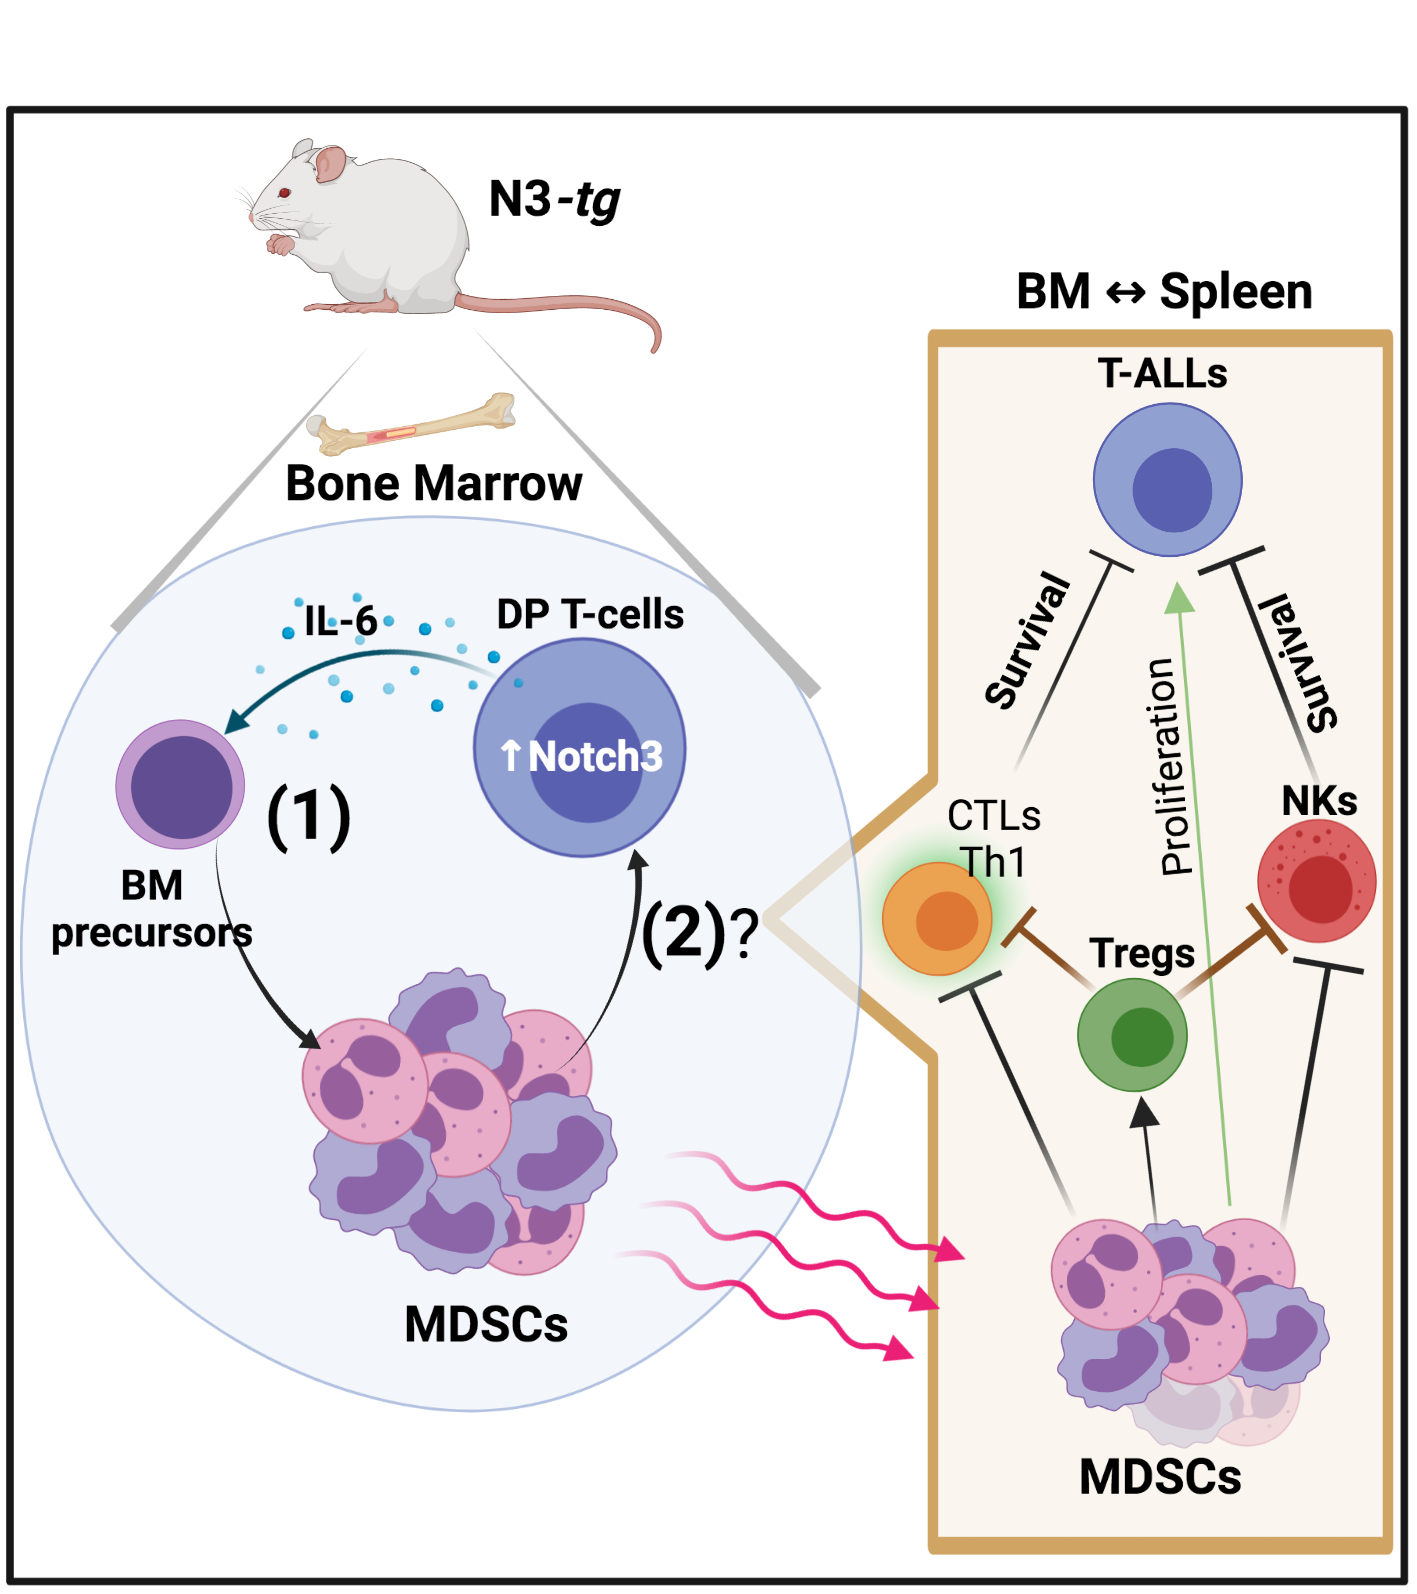 N3-tg
Bone Marrow
IL-6
DP T-cells
↑Notch3
(1)
BM
precursors
(2)?
MDSCs
BM ↔ Spleen
T-ALLs
Survival
Survival
Proliferation
CTLs
Th1
NKs
Tregs
MDSCs